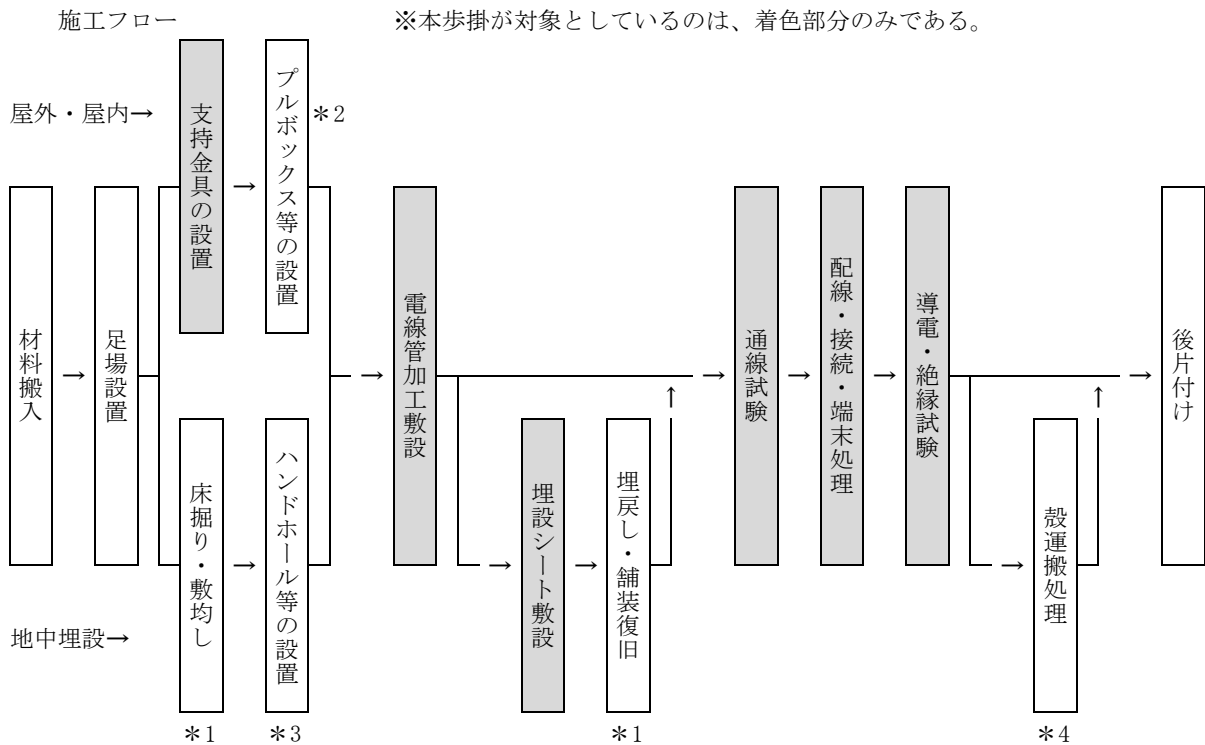 施工フロー
※本歩掛が対象としているのは、着色部分のみである。
屋外・屋内→
支持金具の設置
→
プルボックス等の設置
＊2
材料搬入
→
足場設置
床掘り・敷均し
→
ハンドホール等の設置
→
電線管加工敷設
→
埋設シート敷設
→
埋戻し・舗装復旧
↑
→
通線試験
→
配線・接続・端末処理
→
導電・絶縁試験
→
殻運搬処理
↑
→
後片付け
地中埋設→
＊1
＊3
＊1
＊4